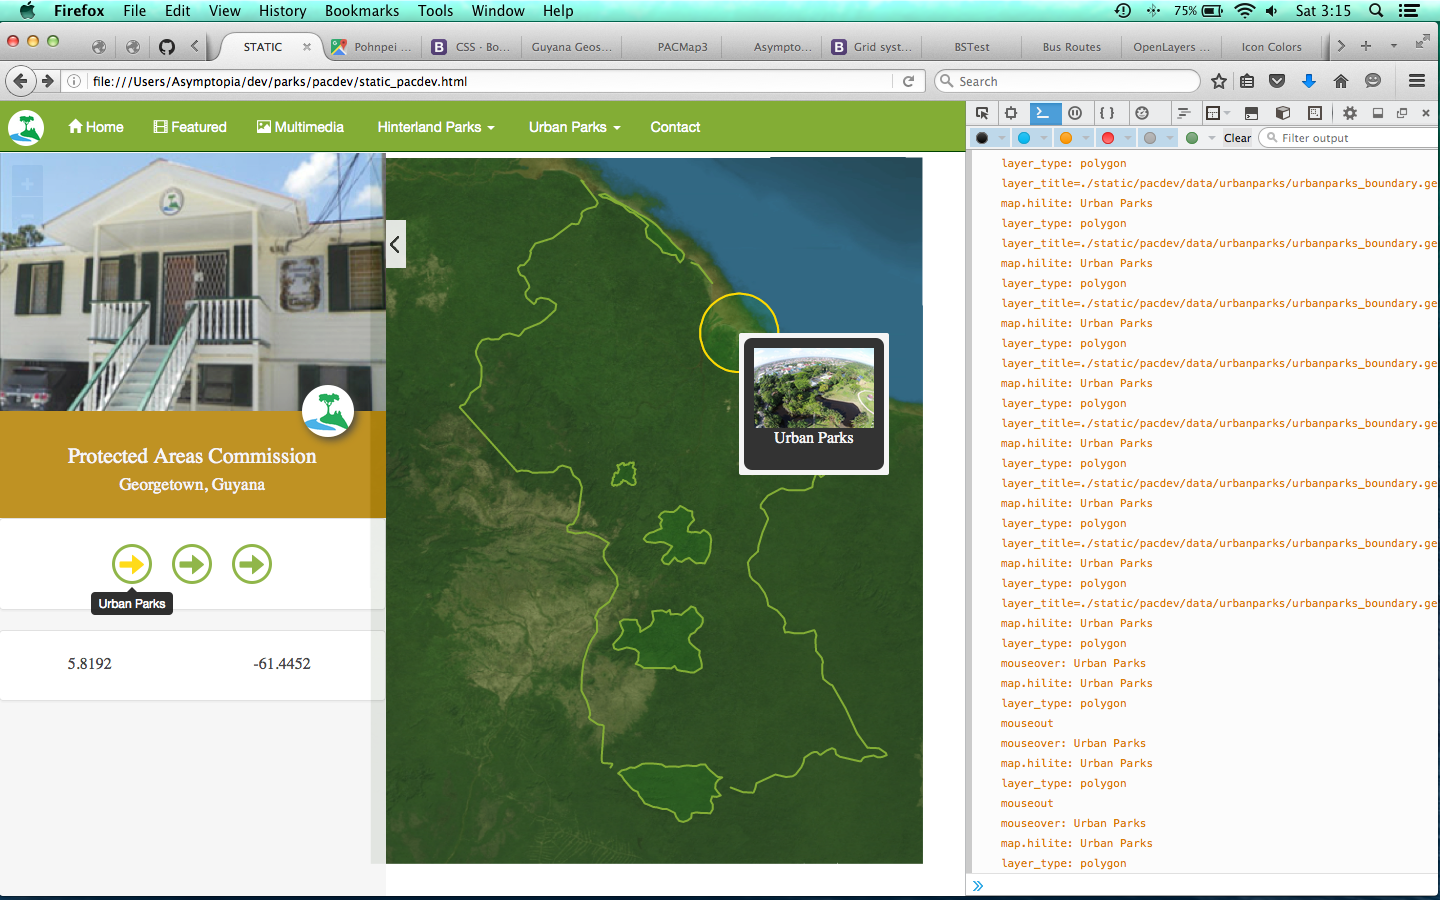 Firefox File Edit View History Bookmarks Tools Window Help 75% Sat 3:15
STATIC Pohnpei ... CSS · Bo... Guyana Geos... PACMap3 Asympto... Grid syst... BSTest Bus Routes OpenLayers ... Icon Colors
file:///Users/Asymptopia/dev/parks/pacdev/static_pacdev.html Search
Home Featured Multimedia Hinterland Parks Urban Parks Contact
Clear Filter output
Urban Parks
Protected Areas Commission
Georgetown, Guyana
Urban Parks
5.8192 -61.4452
layer_type: polygon
layer_title=./static/pacdev/data/urbanparks/urbanparks_boundary.ge
map.hilite: Urban Parks
layer_type: polygon
layer_title=./static/pacdev/data/urbanparks/urbanparks_boundary.ge
map.hilite: Urban Parks
layer_type: polygon
layer_title=./static/pacdev/data/urbanparks/urbanparks_boundary.ge
map.hilite: Urban Parks
layer_type: polygon
layer_title=./static/pacdev/data/urbanparks/urbanparks_boundary.ge
map.hilite: Urban Parks
layer_type: polygon
layer_title=./static/pacdev/data/urbanparks/urbanparks_boundary.ge
map.hilite: Urban Parks
layer_type: polygon
layer_title=./static/pacdev/data/urbanparks/urbanparks_boundary.ge
map.hilite: Urban Parks
layer_type: polygon
layer_title=./static/pacdev/data/urbanparks/urbanparks_boundary.ge
map.hilite: Urban Parks
layer_type: polygon
layer_title=./static/pacdev/data/urbanparks/urbanparks_boundary.ge
map.hilite: Urban Parks
layer_type: polygon
mouseover: Urban Parks
map.hilite: Urban Parks
layer_type: polygon
mouseout
mouseover: Urban Parks
map.hilite: Urban Parks
layer_type: polygon
mouseout
mouseover: Urban Parks
map.hilite: Urban Parks
layer_type: polygon